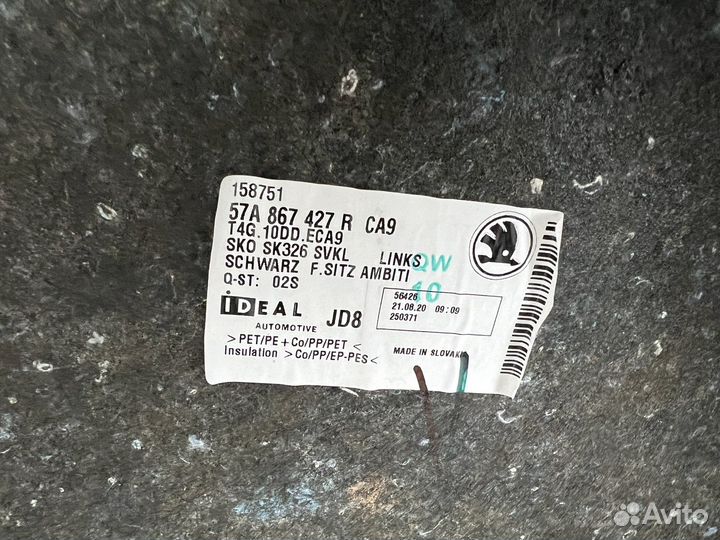 158751
57A 867 427 R CA9
T4G.10DD.ECA9
SKO SK326 SVKL LINKS
SCHWARZ F.SITZ AMBITI
Q-ST: 02S
QW
10
IDEAL
AUTOMOTIVE
JD8
56426
21.08.20 09:09
250371
>PET/PE+Co/PP/PET<
Insulation >Co/PP/EP-PES<
MADE IN SLOVAKIA
Avito